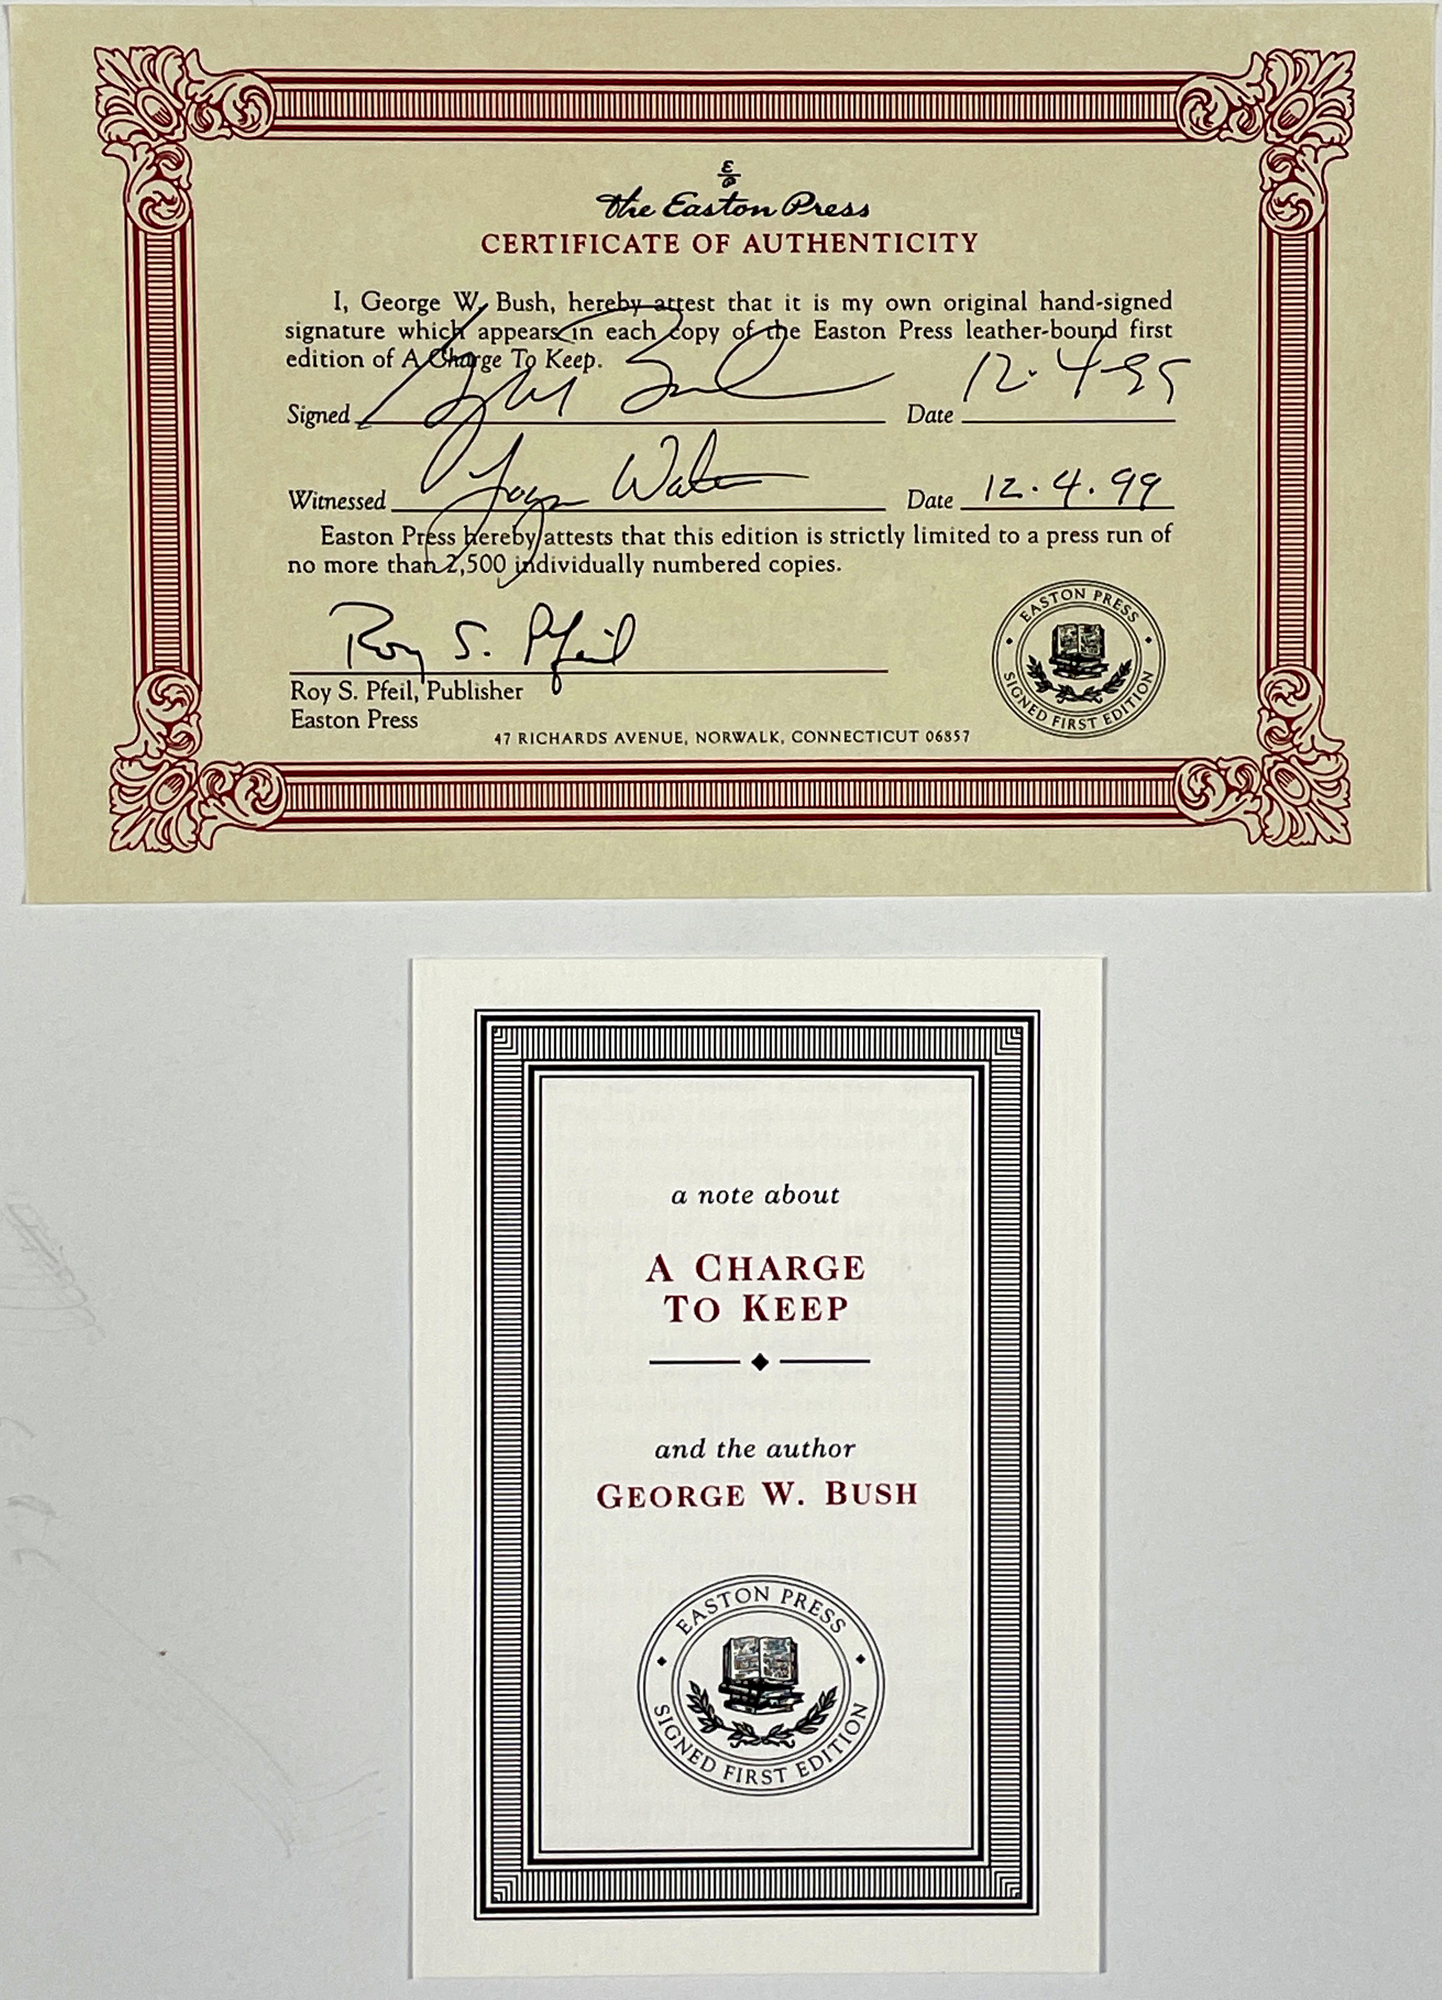 E
P
The Easton Press
CERTIFICATE OF AUTHENTICITY
I, George W. Bush, hereby attest that it is my own original hand-signed
signature which appears in each copy of the Easton Press leather-bound first
edition of A Charge To Keep.
Signed Date 12.4-99
Witnessed Date 12.4.99
Easton Press hereby attests that this edition is strictly limited to a press run of
no more than 2,500 individually numbered copies.
Roy S. Pfeil
Roy S. Pfeil, Publisher
Easton Press
47 RICHARDS AVENUE, NORWALK, CONNECTICUT 06857
EASTON PRESS
SIGNED FIRST EDITION
a note about
A CHARGE
TO KEEP
and the author
GEORGE W. BUSH
EASTON PRESS
SIGNED FIRST EDITION